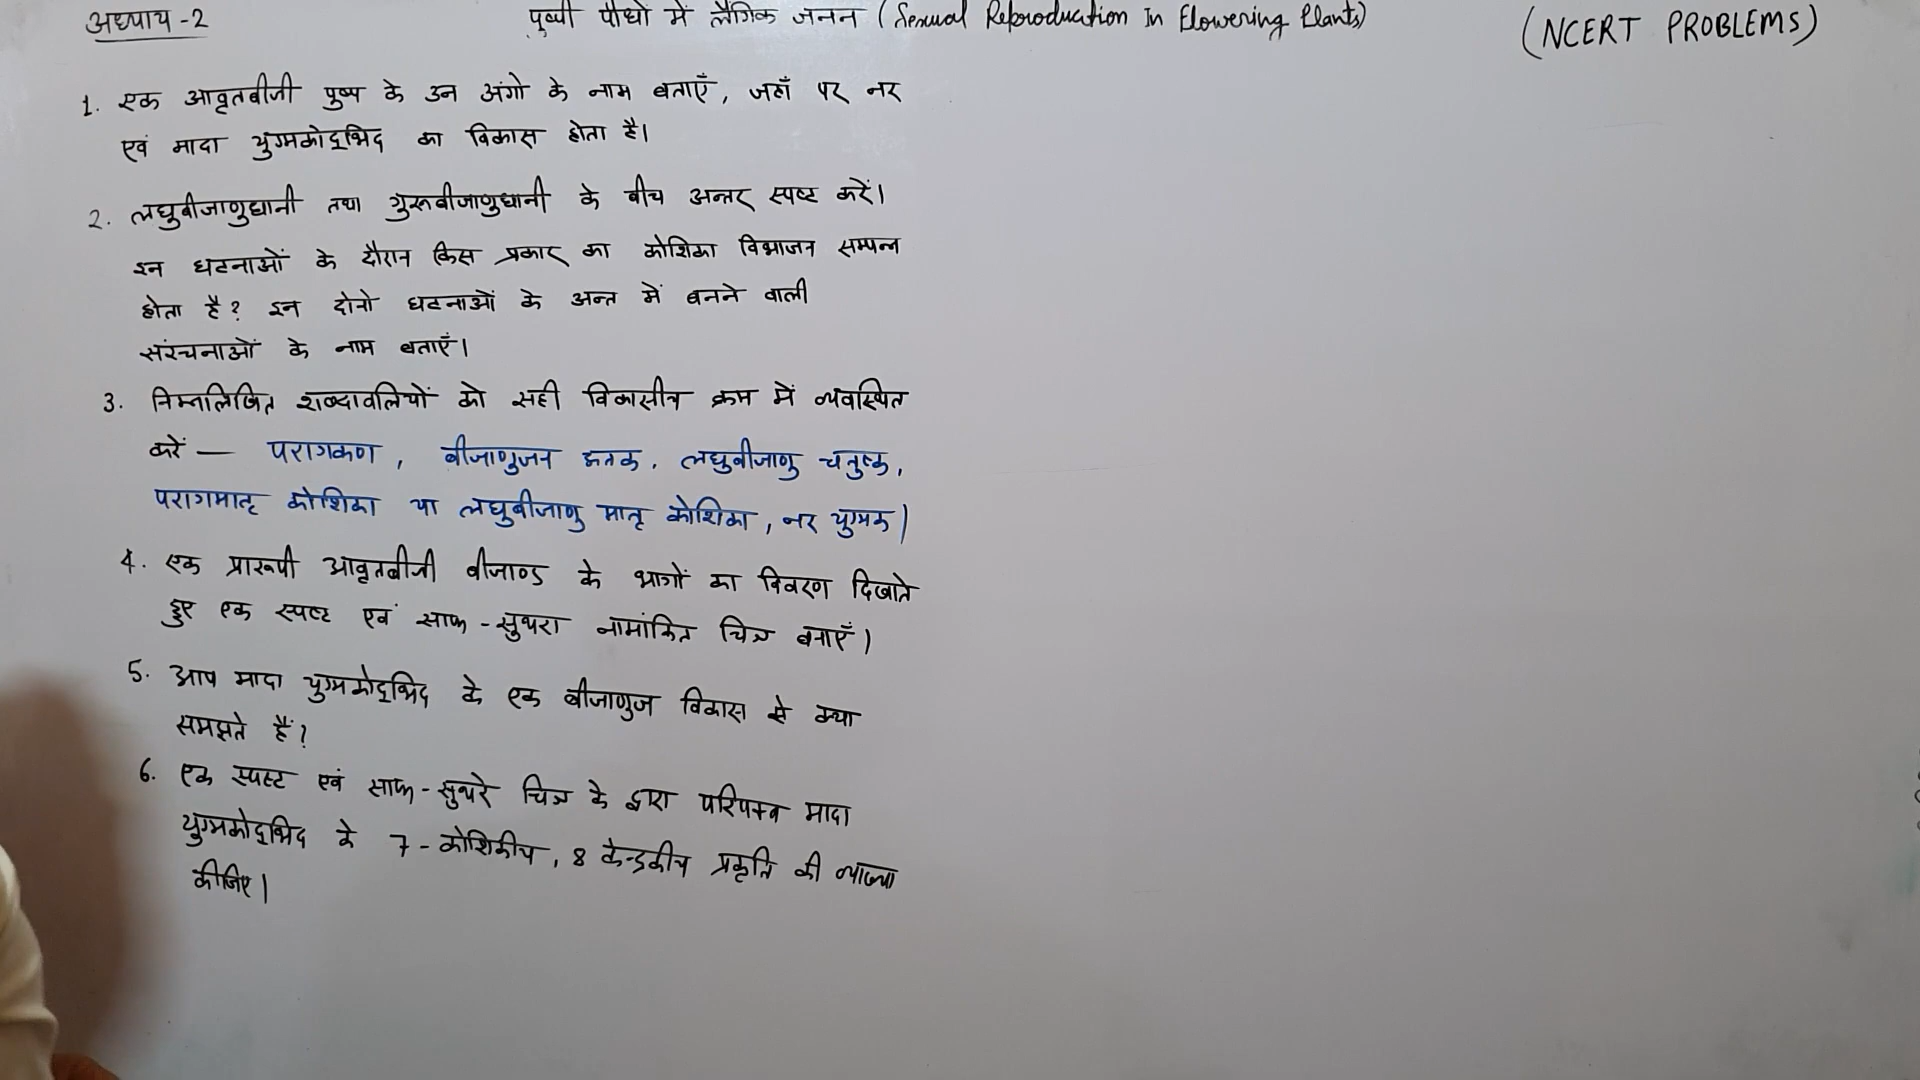 अध्याय-2
पुष्पी पौधों में लैंगिक जनन (Sexual Reproduction In Flowering Plants)
(NCERT PROBLEMS)
1. एक आवृतबीजी पुष्प के उन अंगो के नाम बताएँ, जहाँ पर नर
एवं मादा युग्मकोद्भिद का विकास होता है।
2. लघुबीजाणुधानी तथा गुरूबीजाणुधानी के बीच अन्तर स्पष्ट करें।
इन घटनाओं के दौरान किस प्रकार का कोशिका विभाजन सम्पन्न
होता है? इन दोनो घटनाओं के अन्त में बनने वाली
संरचनाओं के नाम बताएँ।
3. निम्नलिखित शब्दावलियों को सही विकासीय क्रम में व्यवस्थित
करें — परागकण, बीजाणुजन ऊतक, लघुबीजाणु चतुष्क,
परागमातृ कोशिका या लघुबीजाणु मातृ कोशिका, नर युग्मक।
4. एक प्रारूपी आवृतबीजी बीजाण्ड के भागों का विवरण दिखाते
हुए एक स्पष्ट एवं साफ-सुथरा नामांकित चित्र बनाएँ।
5. आप मादा युग्मकोद्भिद के एक बीजाणुज विकास से क्या
समझते हैं?
6. एक स्पस्ट एवं साफ-सुथरे चित्र के द्वारा परिपक्व मादा
युग्मकोद्भिद के 7-कोशिकीय, 8 केन्द्रकीय प्रकृति की व्याख्या
कीजिए।